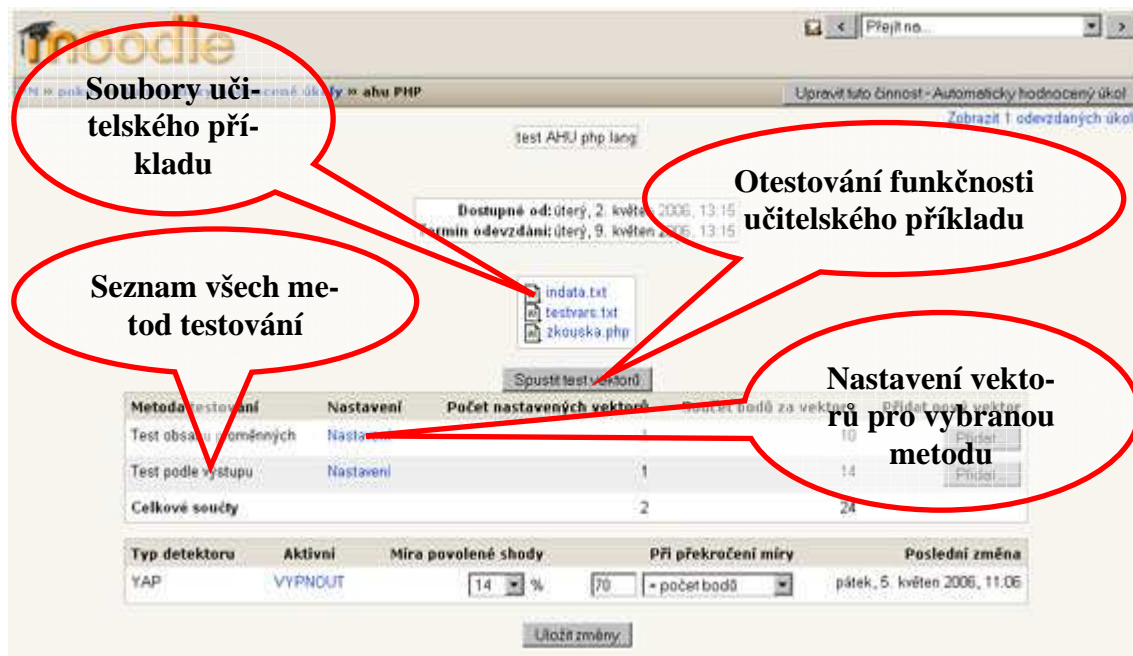 moodle
< Přejít na... >
» ahu PHP
Upravit tuto činnost - Automaticky hodnocený úkol
Zobrazit 1 odevzdaných úkol
Soubory uči-
telského pří-
kladu
test AHU php lang
Otestování funkčnosti
učitelského příkladu
Dostupné od: úterý, 2. květen 2006, 13:15
Termín odevzdání: úterý, 9. květen 2006, 13:15
Seznam všech me-
tod testování
indata.txt
testvars.txt
zkouska.php
Spustit test vektorů
Nastavení vekto-
rů pro vybranou
metodu
Metoda testování Nastavení Počet nastavených vektorů Součet bodů za vektory Přidat nový vektor
Test obsahu proměnných Nastavení 1 10 Přidat
Test podle výstupu Nastavení 1 14 Přidat
Celkové součty 2 24
Typ detektoru Aktivní Míra povolené shody Při překročení míry Poslední změna
YAP VYPNOUT 14 % 70 - počet bodů pátek, 5. květen 2006, 11:06
Uložit změny